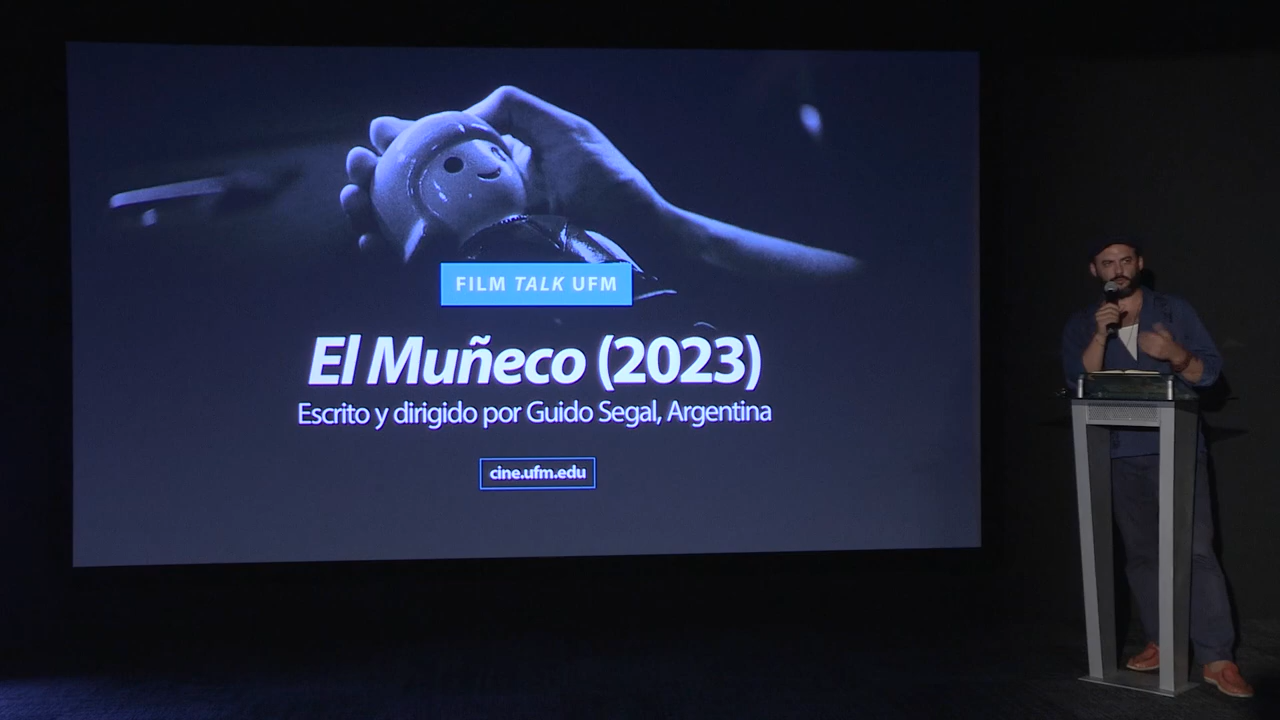 FILM TALK UFM
El Muñeco (2023)
Escrito y dirigido por Guido Segal, Argentina
cine.ufm.edu